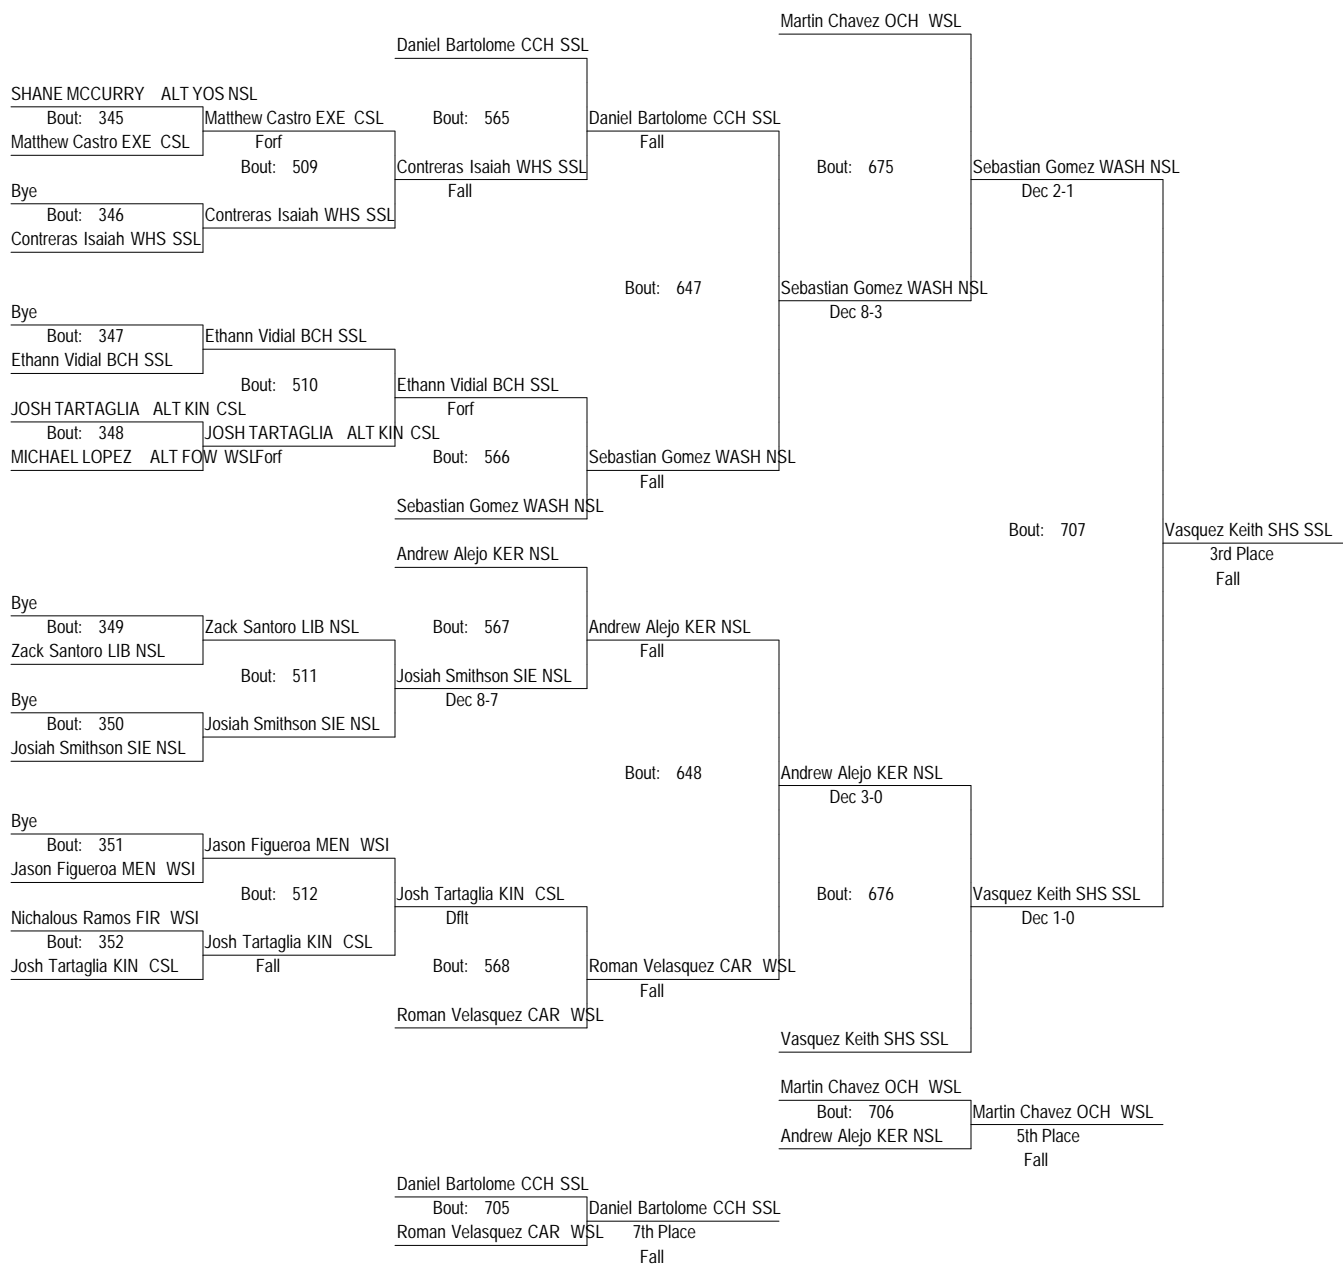 Martin Chavez OCH WSL
Daniel Bartolome CCH SSL
SHANE MCCURRY ALT YOS NSL
Bout: 345
Matthew Castro EXE CSL
Bout: 565
Daniel Bartolome CCH SSL
Matthew Castro EXE CSL
Forf
Fall
Bout: 509
Contreras Isaiah WHS SSL
Bout: 675
Sebastian Gomez WASH NSL
Bye
Fall
Dec 2-1
Bout: 346
Contreras Isaiah WHS SSL
Contreras Isaiah WHS SSL
Bye
Bout: 647
Sebastian Gomez WASH NSL
Dec 8-3
Bout: 347
Ethann Vidial BCH SSL
Ethann Vidial BCH SSL
Bout: 510
Ethann Vidial BCH SSL
JOSH TARTAGLIA ALT KIN CSL
Forf
Bout: 348
JOSH TARTAGLIA ALT KIN CSL
MICHAEL LOPEZ ALT FOW WSL
Forf
Bout: 566
Sebastian Gomez WASH NSL
Fall
Sebastian Gomez WASH NSL
Bout: 707
Vasquez Keith SHS SSL
3rd Place
Fall
Andrew Alejo KER NSL
Bye
Bout: 349
Zack Santoro LIB NSL
Bout: 567
Andrew Alejo KER NSL
Zack Santoro LIB NSL
Fall
Bout: 511
Josiah Smithson SIE NSL
Bye
Dec 8-7
Bout: 350
Josiah Smithson SIE NSL
Josiah Smithson SIE NSL
Bout: 648
Andrew Alejo KER NSL
Dec 3-0
Bye
Bout: 351
Jason Figueroa MEN WSI
Jason Figueroa MEN WSI
Bout: 512
Josh Tartaglia KIN CSL
Bout: 676
Vasquez Keith SHS SSL
Nichalous Ramos FIR WSI
Dflt
Dec 1-0
Bout: 352
Josh Tartaglia KIN CSL
Josh Tartaglia KIN CSL
Fall
Bout: 568
Roman Velasquez CAR WSL
Fall
Roman Velasquez CAR WSL
Vasquez Keith SHS SSL
Martin Chavez OCH WSL
Bout: 706
Martin Chavez OCH WSL
Andrew Alejo KER NSL
5th Place
Fall
Daniel Bartolome CCH SSL
Bout: 705
Daniel Bartolome CCH SSL
Roman Velasquez CAR WSL
7th Place
Fall